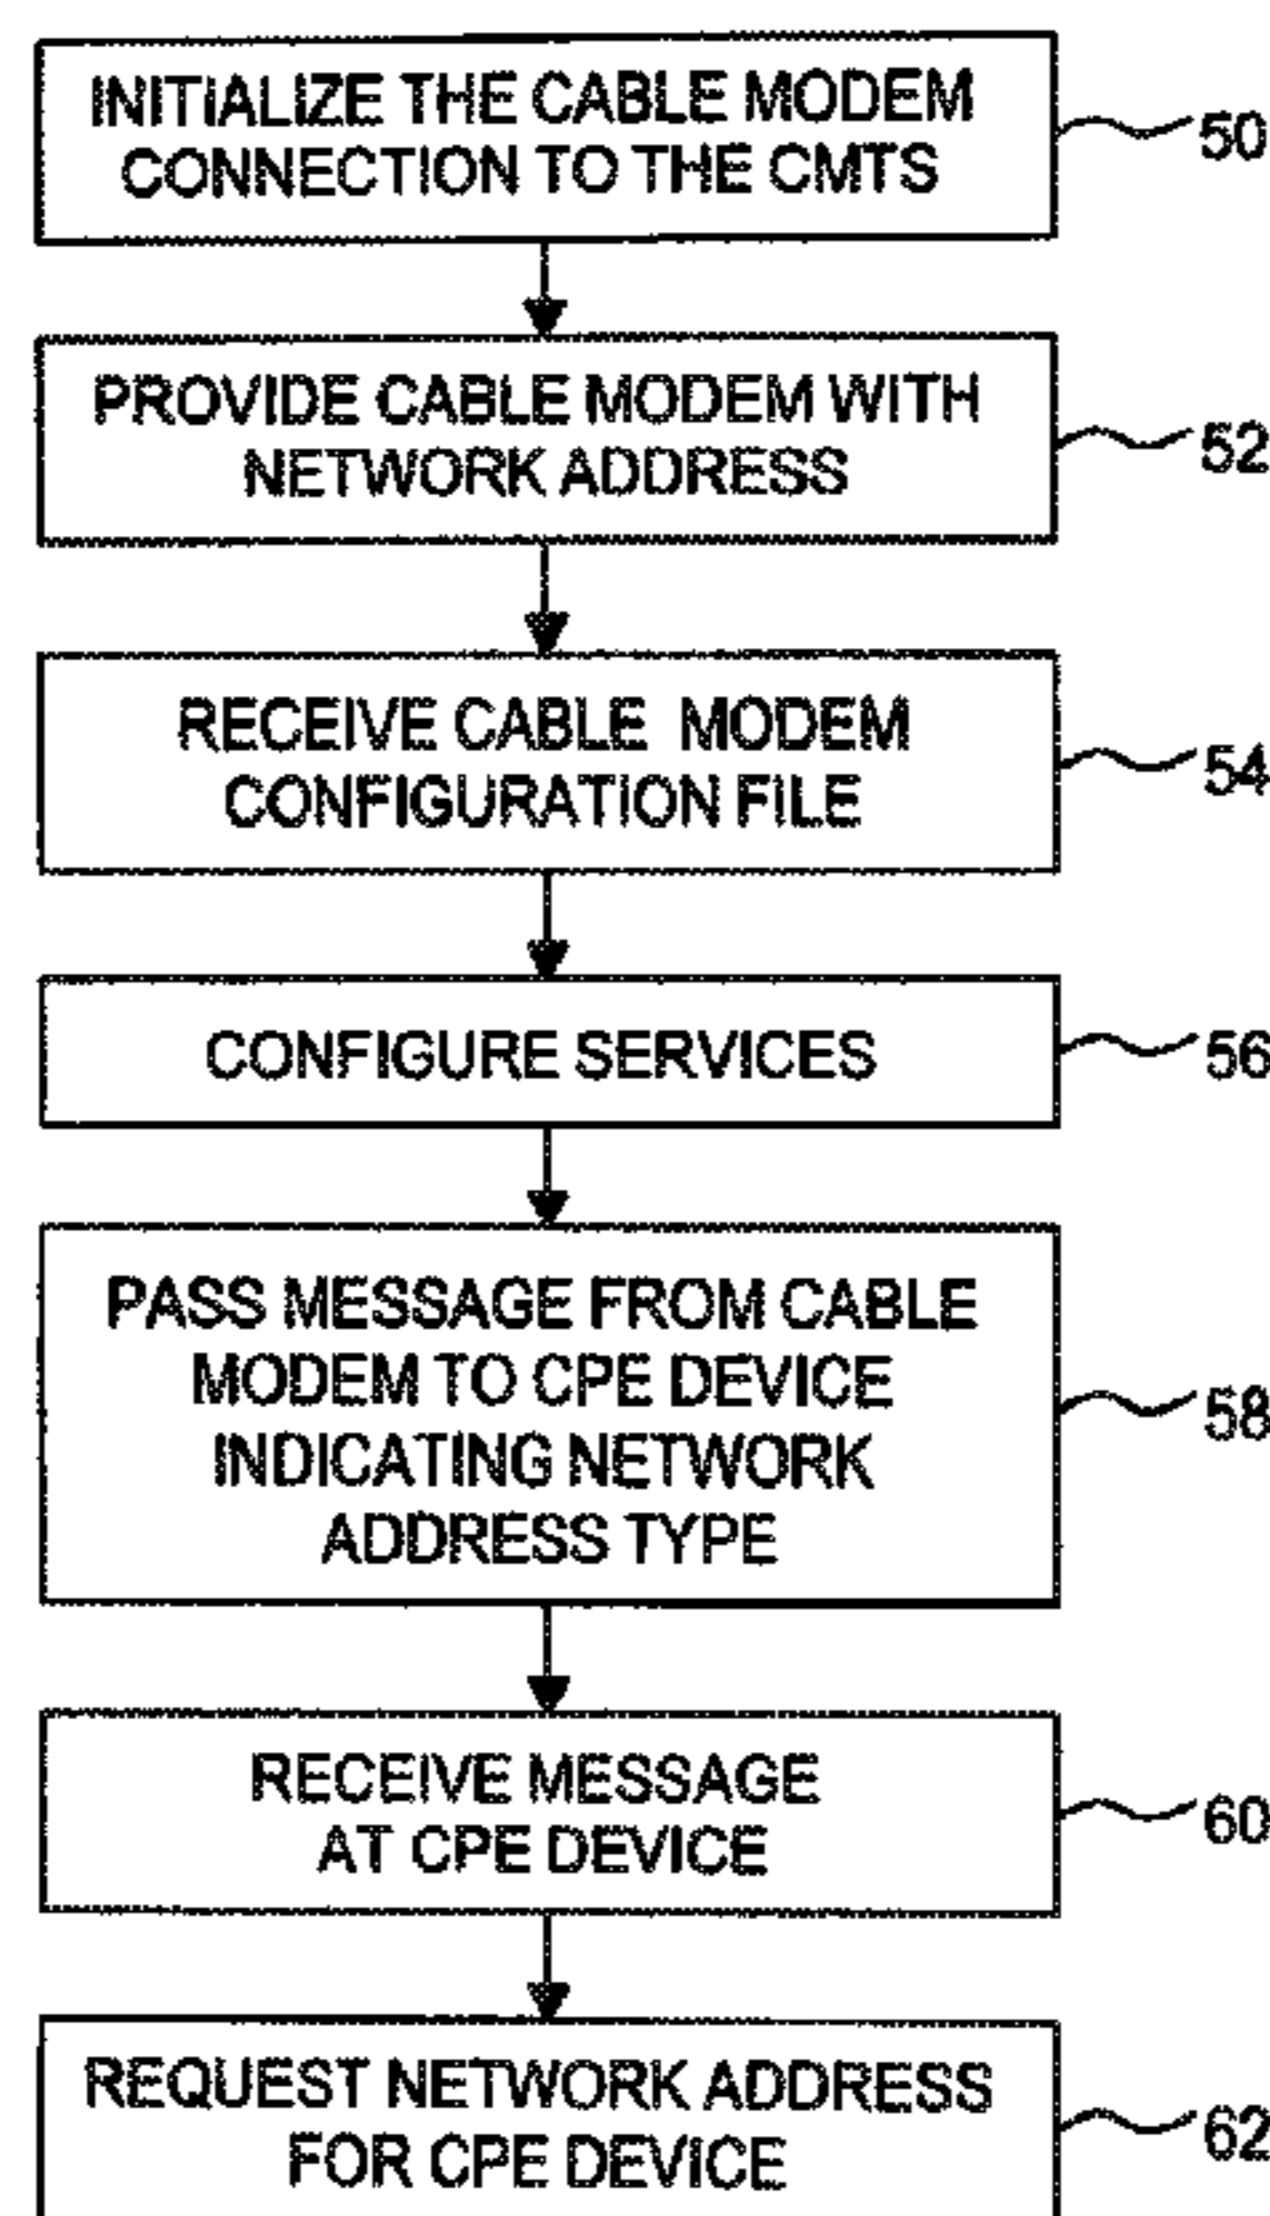 INITIALIZE THE CABLE MODEM
CONNECTION TO THE CMTS
50
PROVIDE CABLE MODEM WITH
NETWORK ADDRESS
52
RECEIVE CABLE MODEM
CONFIGURATION FILE
54
CONFIGURE SERVICES
56
PASS MESSAGE FROM CABLE
MODEM TO CPE DEVICE
INDICATING NETWORK
ADDRESS TYPE
58
RECEIVE MESSAGE
AT CPE DEVICE
60
REQUEST NETWORK ADDRESS
FOR CPE DEVICE
62